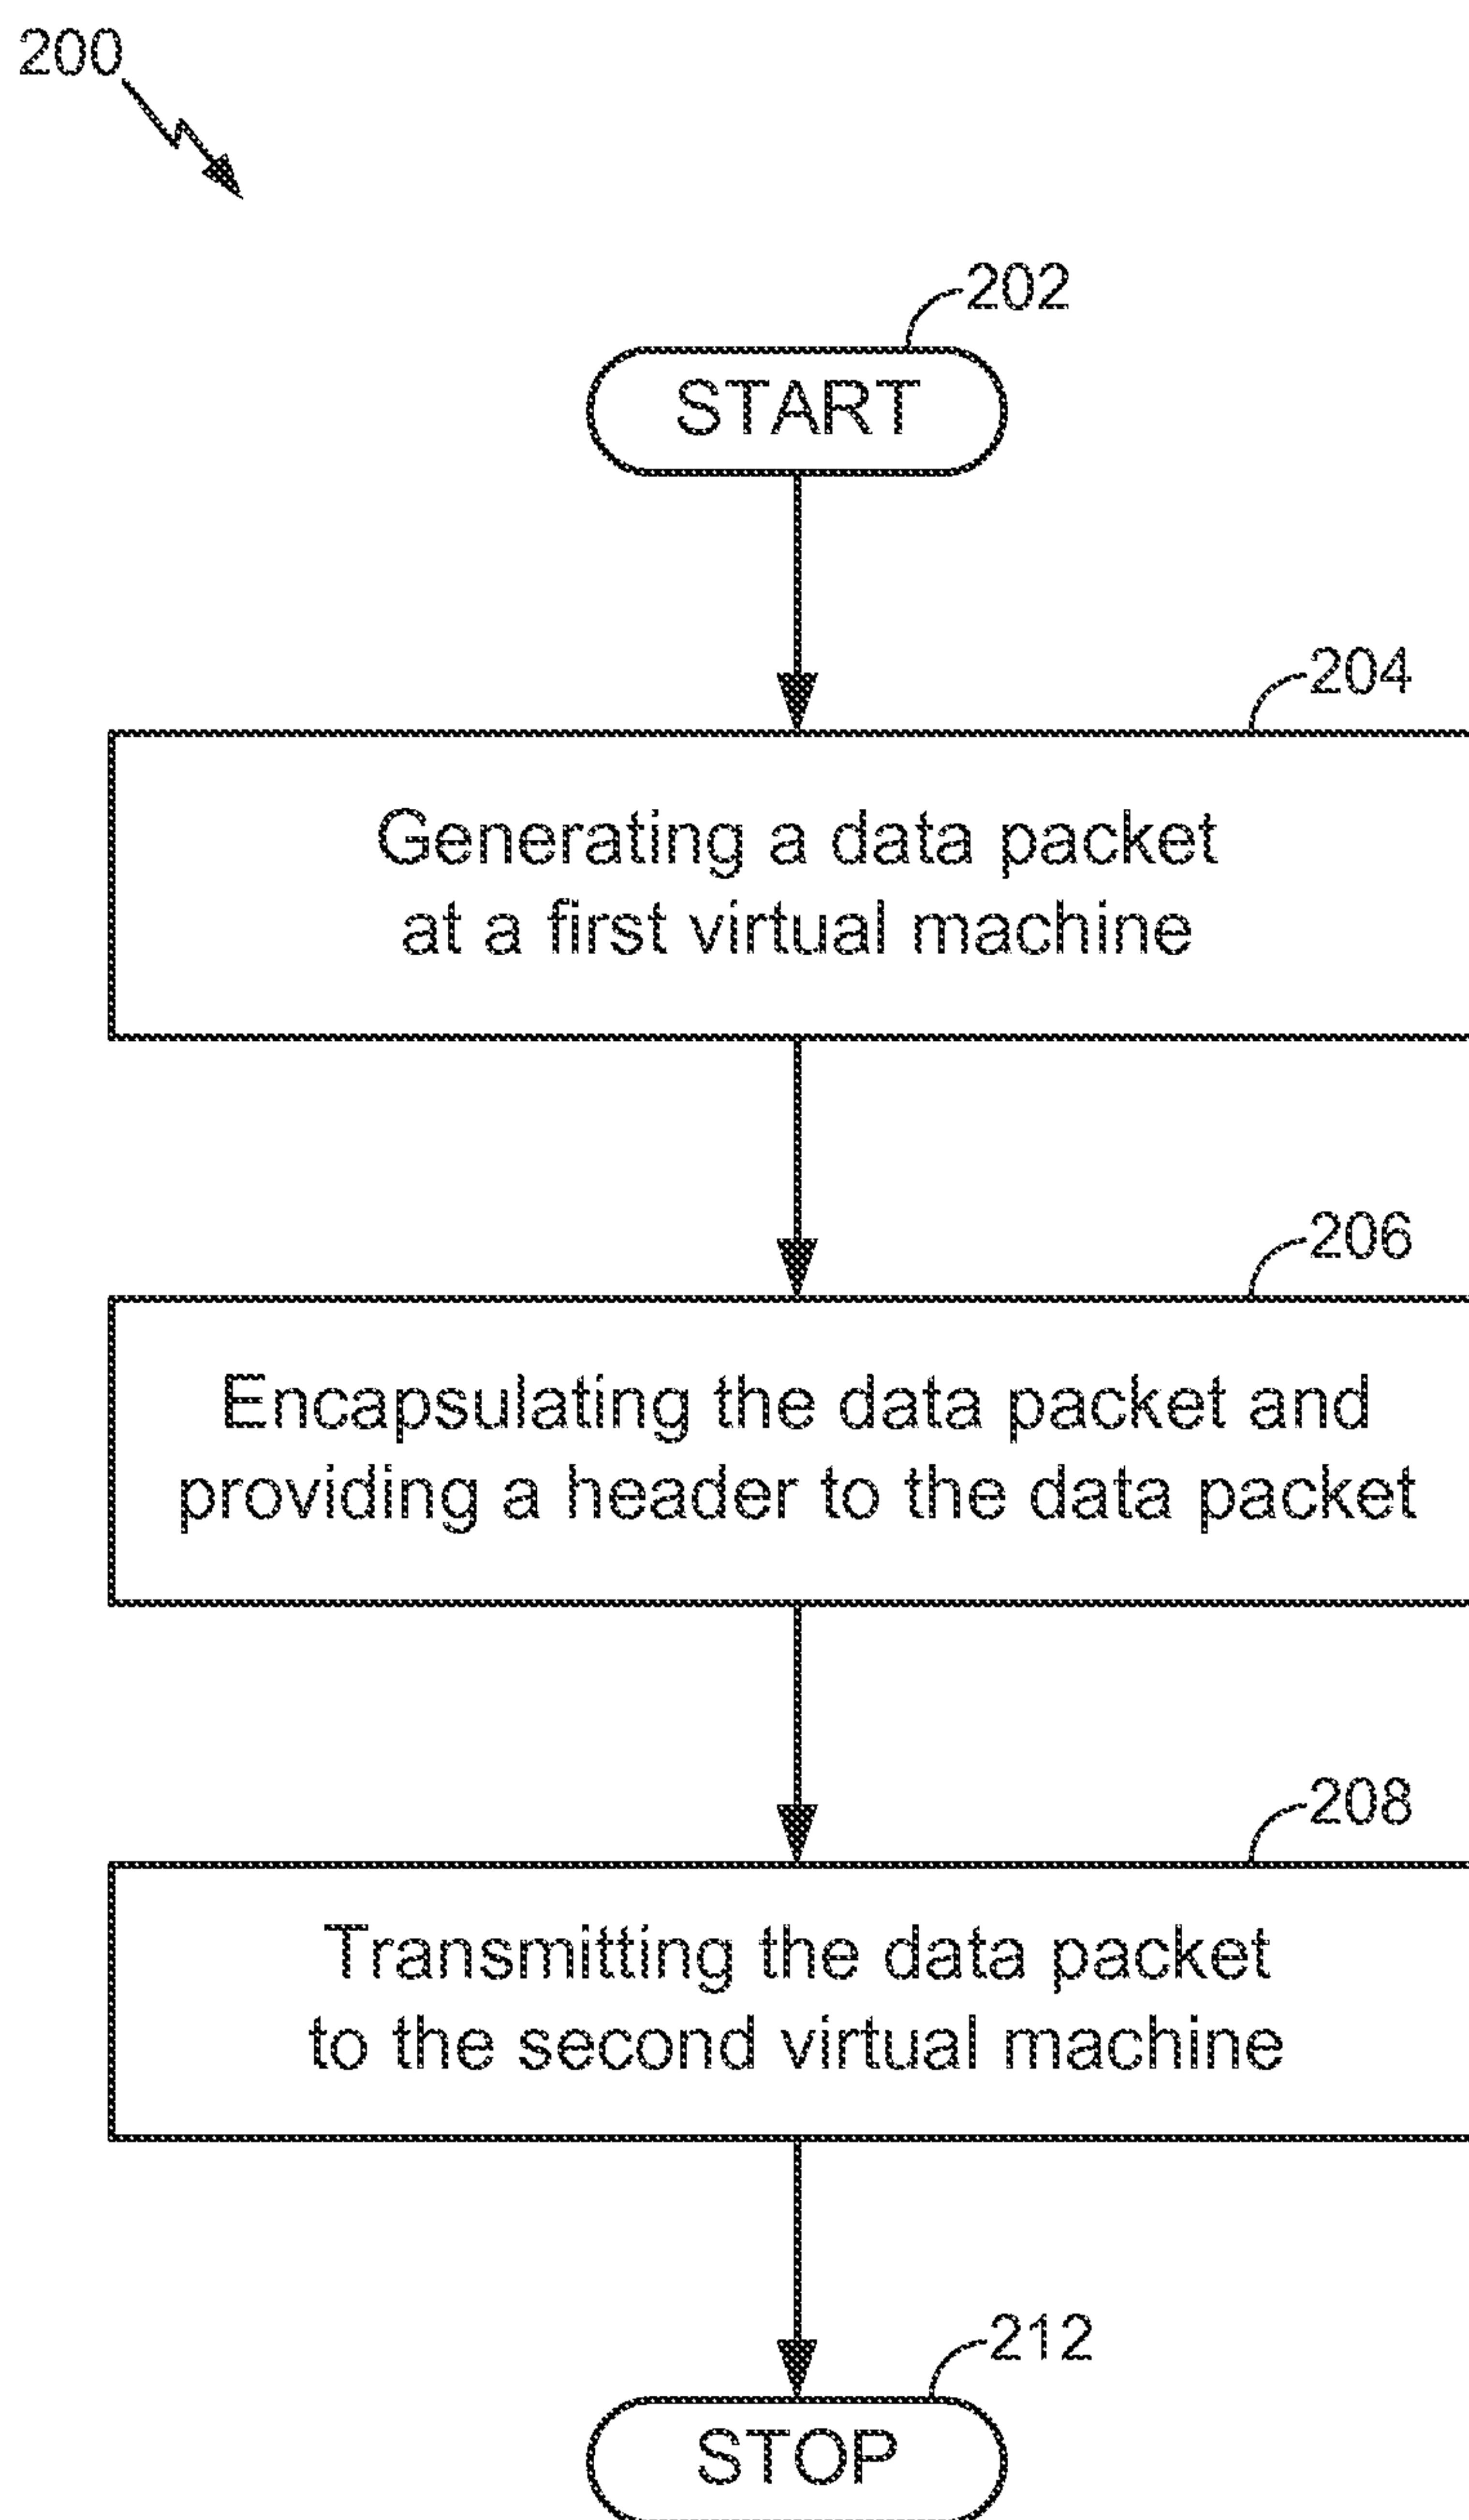 200
202
START
204
Generating a data packet
at a first virtual machine
206
Encapsulating the data packet and
providing a header to the data packet
208
Transmitting the data packet
to the second virtual machine
212
STOP